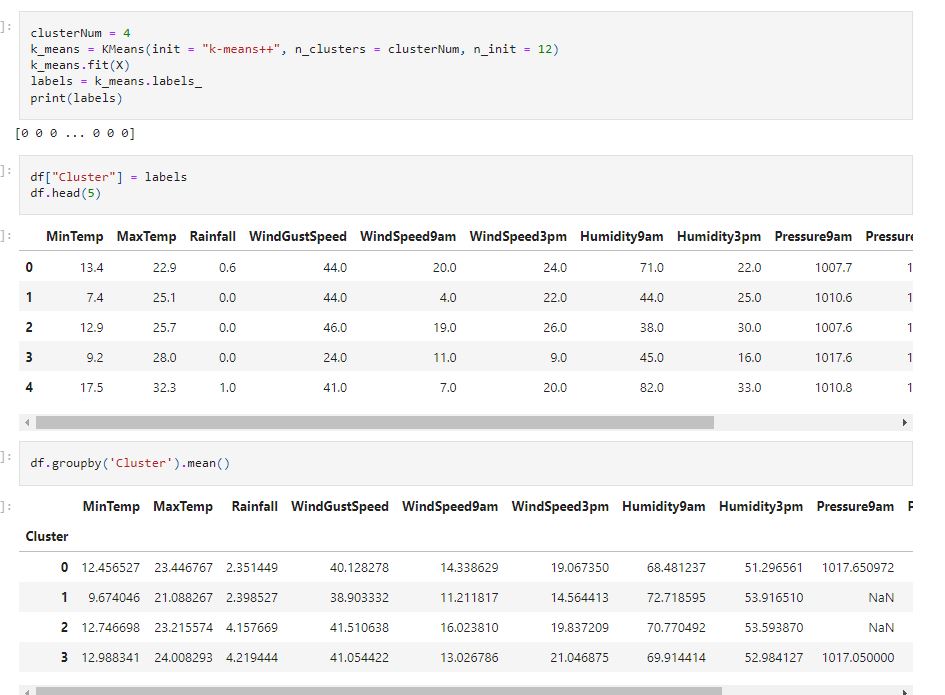 ]:
clusterNum = 4
k_means = KMeans(init = "k-means++", n_clusters = clusterNum, n_init = 12)
k_means.fit(X)
labels = k_means.labels_
print(labels)
[0 0 0 ... 0 0 0]
]:
df["Cluster"] = labels
df.head(5)
]:
MinTemp MaxTemp Rainfall WindGustSpeed WindSpeed9am WindSpeed3pm Humidity9am Humidity3pm Pressure9am Pressure
0 13.4 22.9 0.6 44.0 20.0 24.0 71.0 22.0 1007.7 1
1 7.4 25.1 0.0 44.0 4.0 22.0 44.0 25.0 1010.6 1
2 12.9 25.7 0.0 46.0 19.0 26.0 38.0 30.0 1007.6 1
3 9.2 28.0 0.0 24.0 11.0 9.0 45.0 16.0 1017.6 1
4 17.5 32.3 1.0 41.0 7.0 20.0 82.0 33.0 1010.8 1
]:
df.groupby('Cluster').mean()
]:
MinTemp MaxTemp Rainfall WindGustSpeed WindSpeed9am WindSpeed3pm Humidity9am Humidity3pm Pressure9am P
Cluster
0 12.456527 23.446767 2.351449 40.128278 14.338629 19.067350 68.481237 51.296561 1017.650972
1 9.674046 21.088267 2.398527 38.903332 11.211817 14.564413 72.718595 53.916510 NaN
2 12.746698 23.215574 4.157669 41.510638 16.023810 19.837209 70.770492 53.593870 NaN
3 12.988341 24.008293 4.219444 41.054422 13.026786 21.046875 69.914414 52.984127 1017.050000